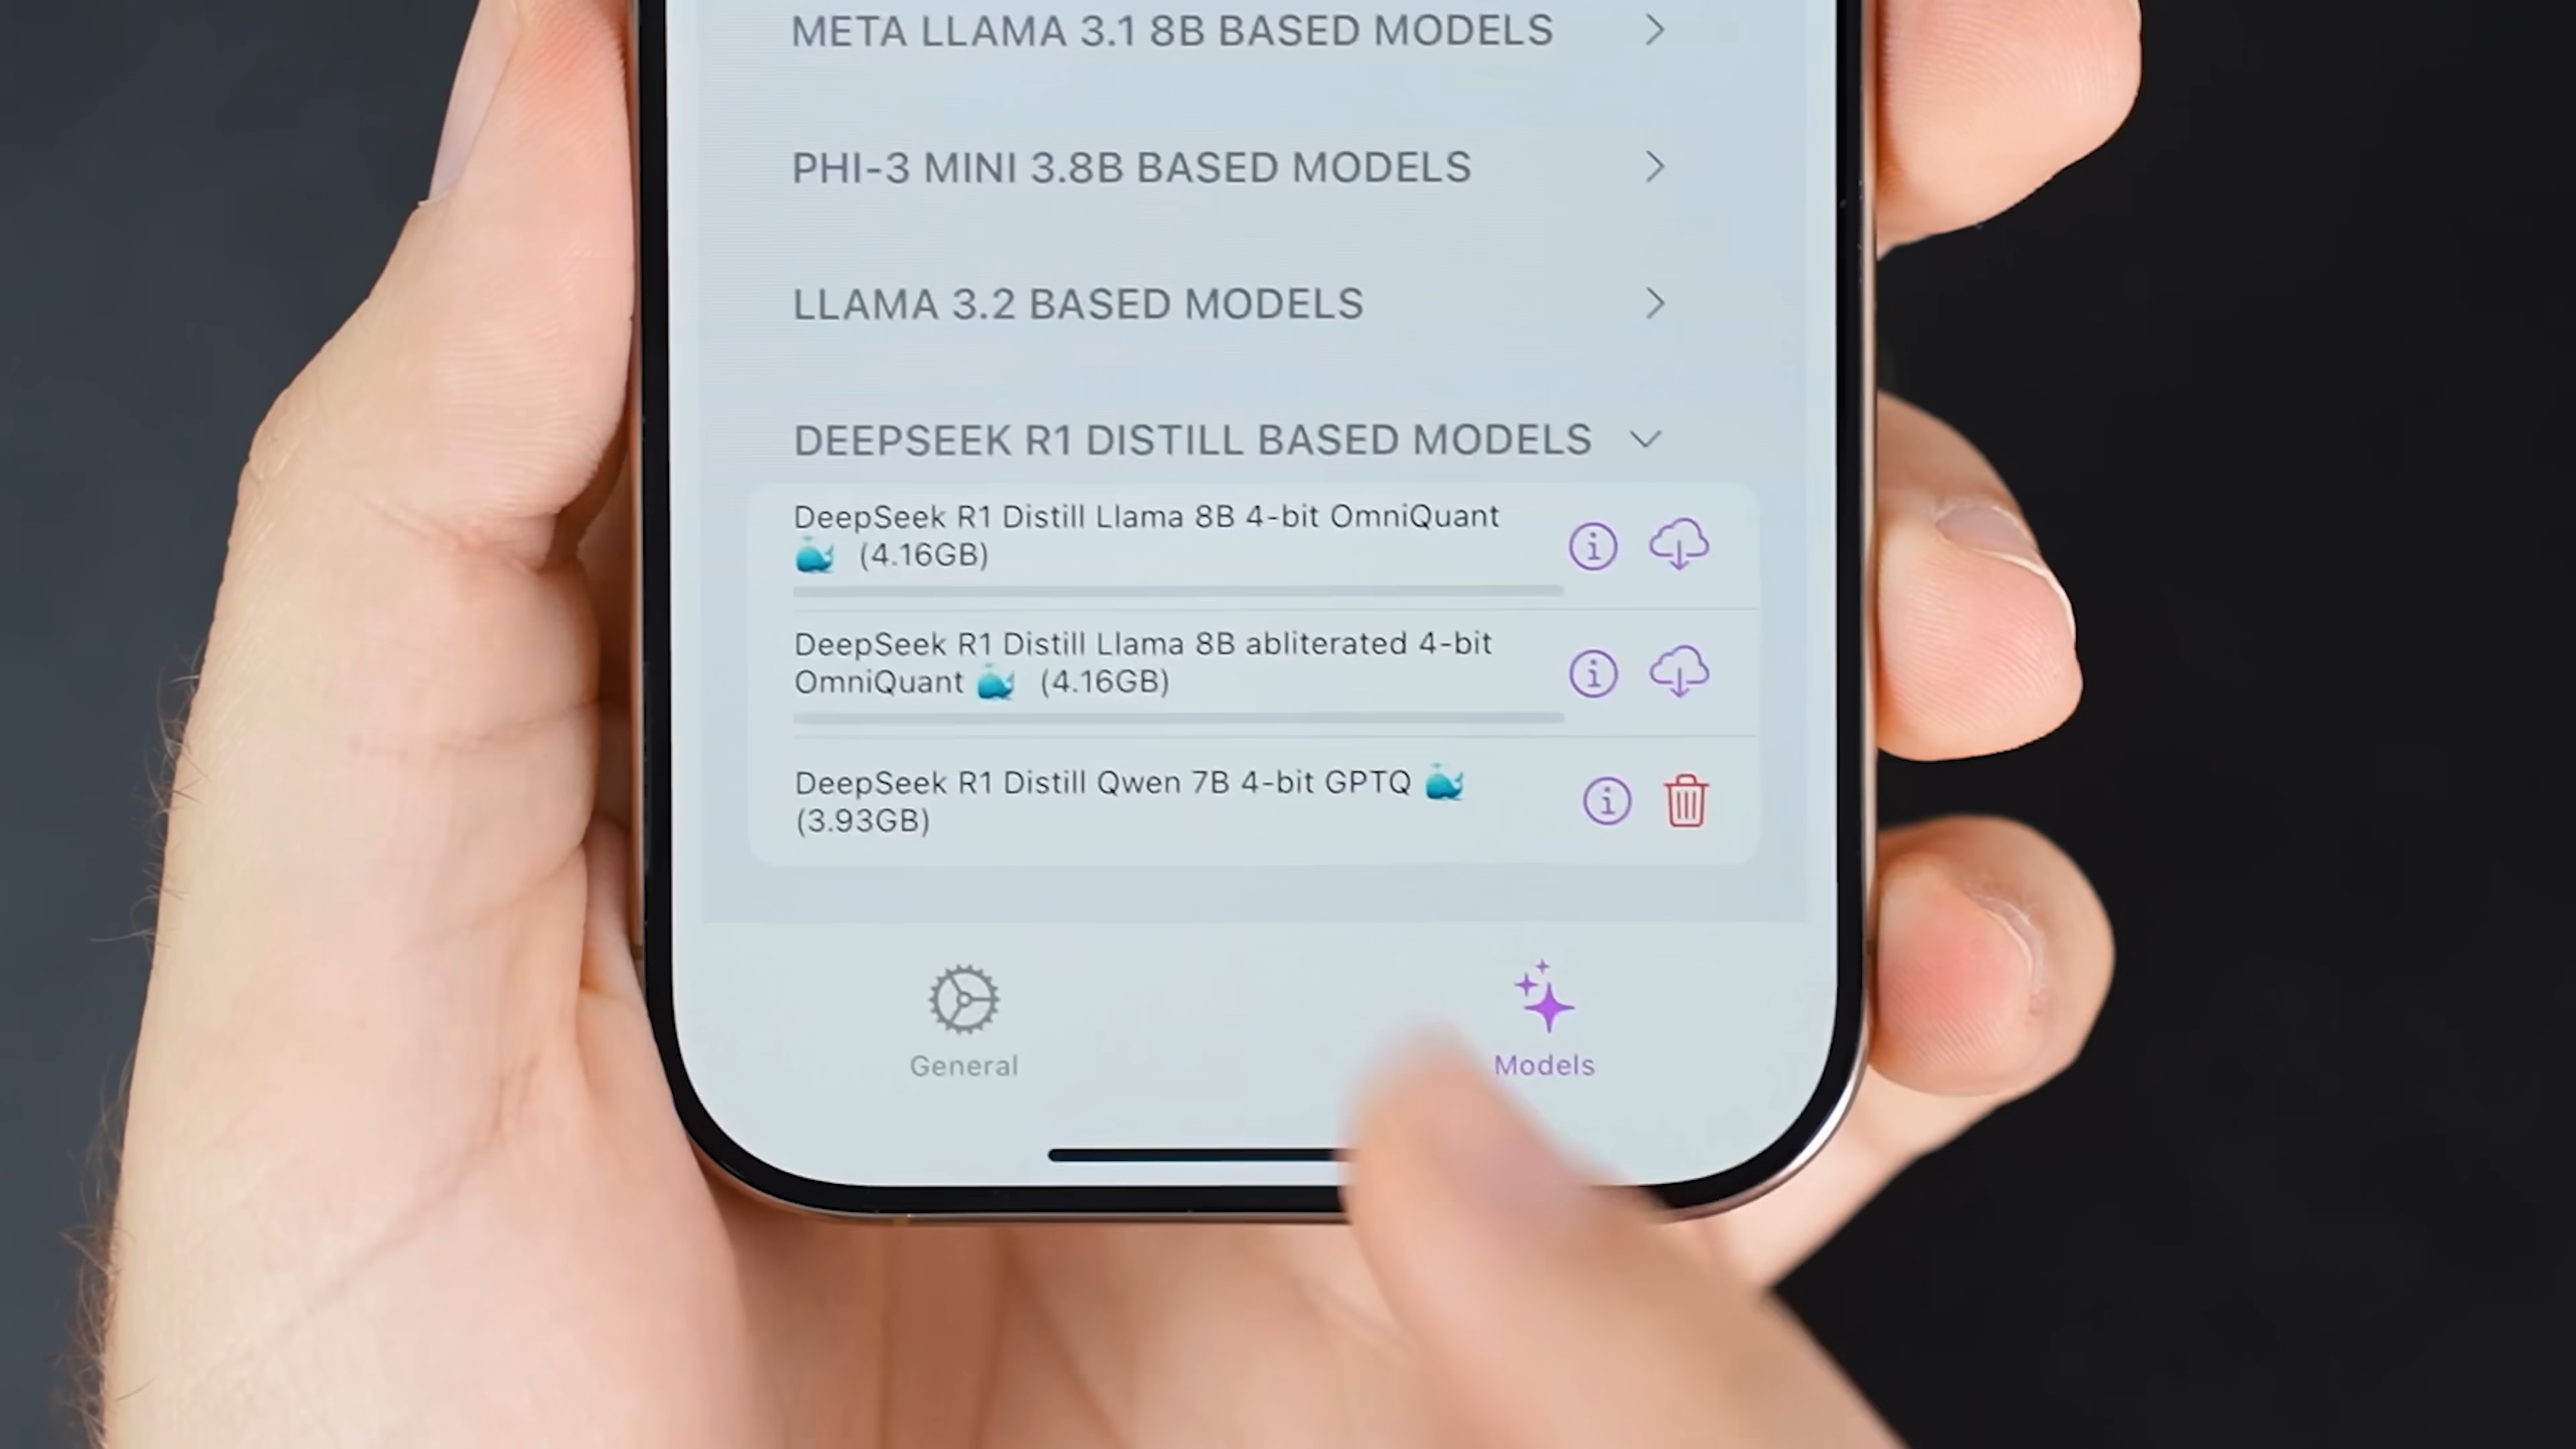 META LLAMA 3.1 8B BASED MODELS
PHI-3 MINI 3.8B BASED MODELS
LLAMA 3.2 BASED MODELS
DEEPSEEK R1 DISTILL BASED MODELS
DeepSeek R1 Distill Llama 8B 4-bit OmniQuant
🐳 (4.16GB)
DeepSeek R1 Distill Llama 8B abliterated 4-bit
OmniQuant 🐳 (4.16GB)
DeepSeek R1 Distill Qwen 7B 4-bit GPTQ 🐳
(3.93GB)
General
Models